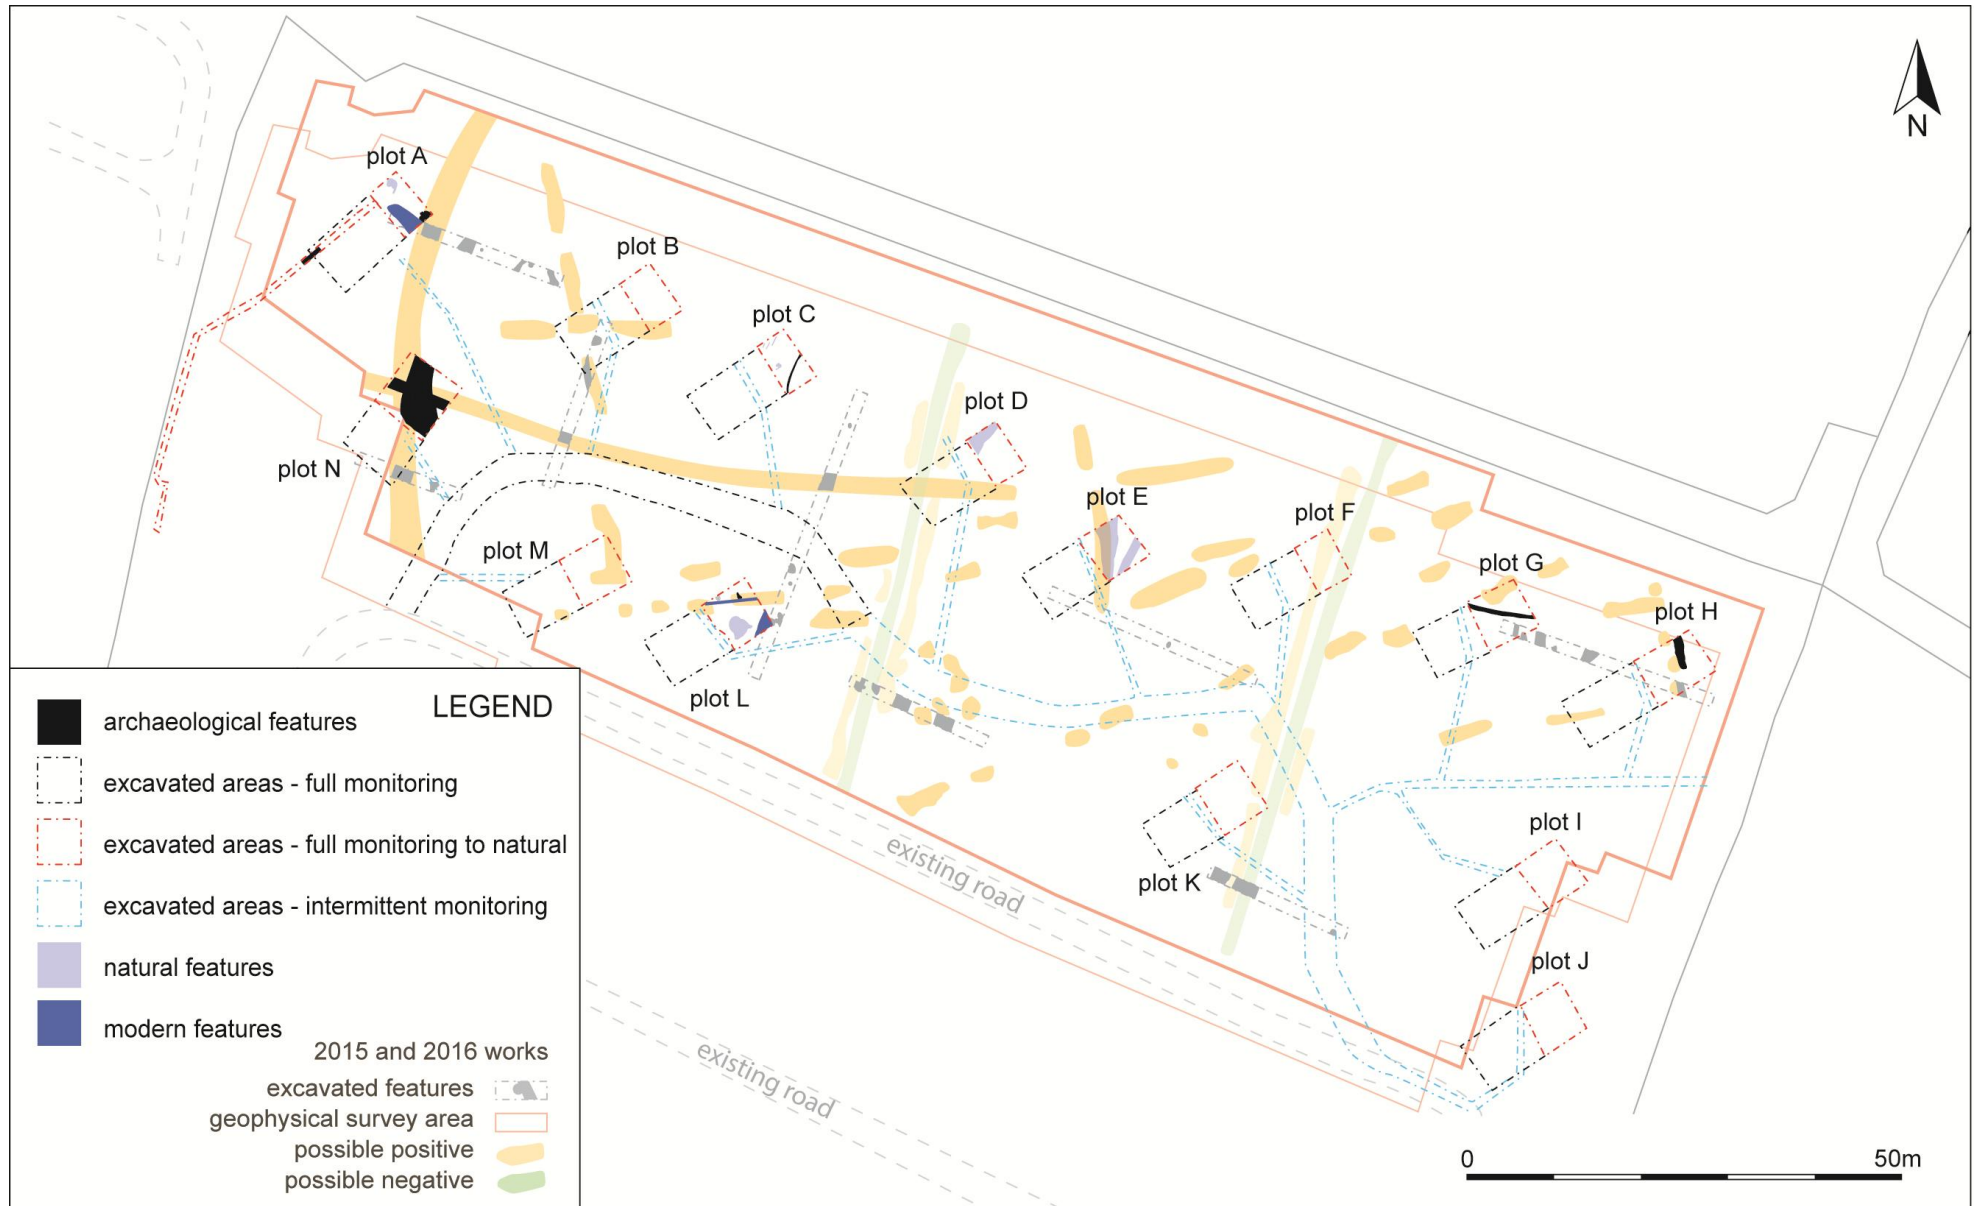 N
plot A
plot B
plot C
plot D
plot E
plot F
plot G
plot H
plot N
plot M
plot L
plot K
plot I
plot J
existing road
existing road
LEGEND
archaeological features
excavated areas - full monitoring
excavated areas - full monitoring to natural
excavated areas - intermittent monitoring
natural features
modern features
2015 and 2016 works
excavated features
geophysical survey area
possible positive
possible negative
0 50m